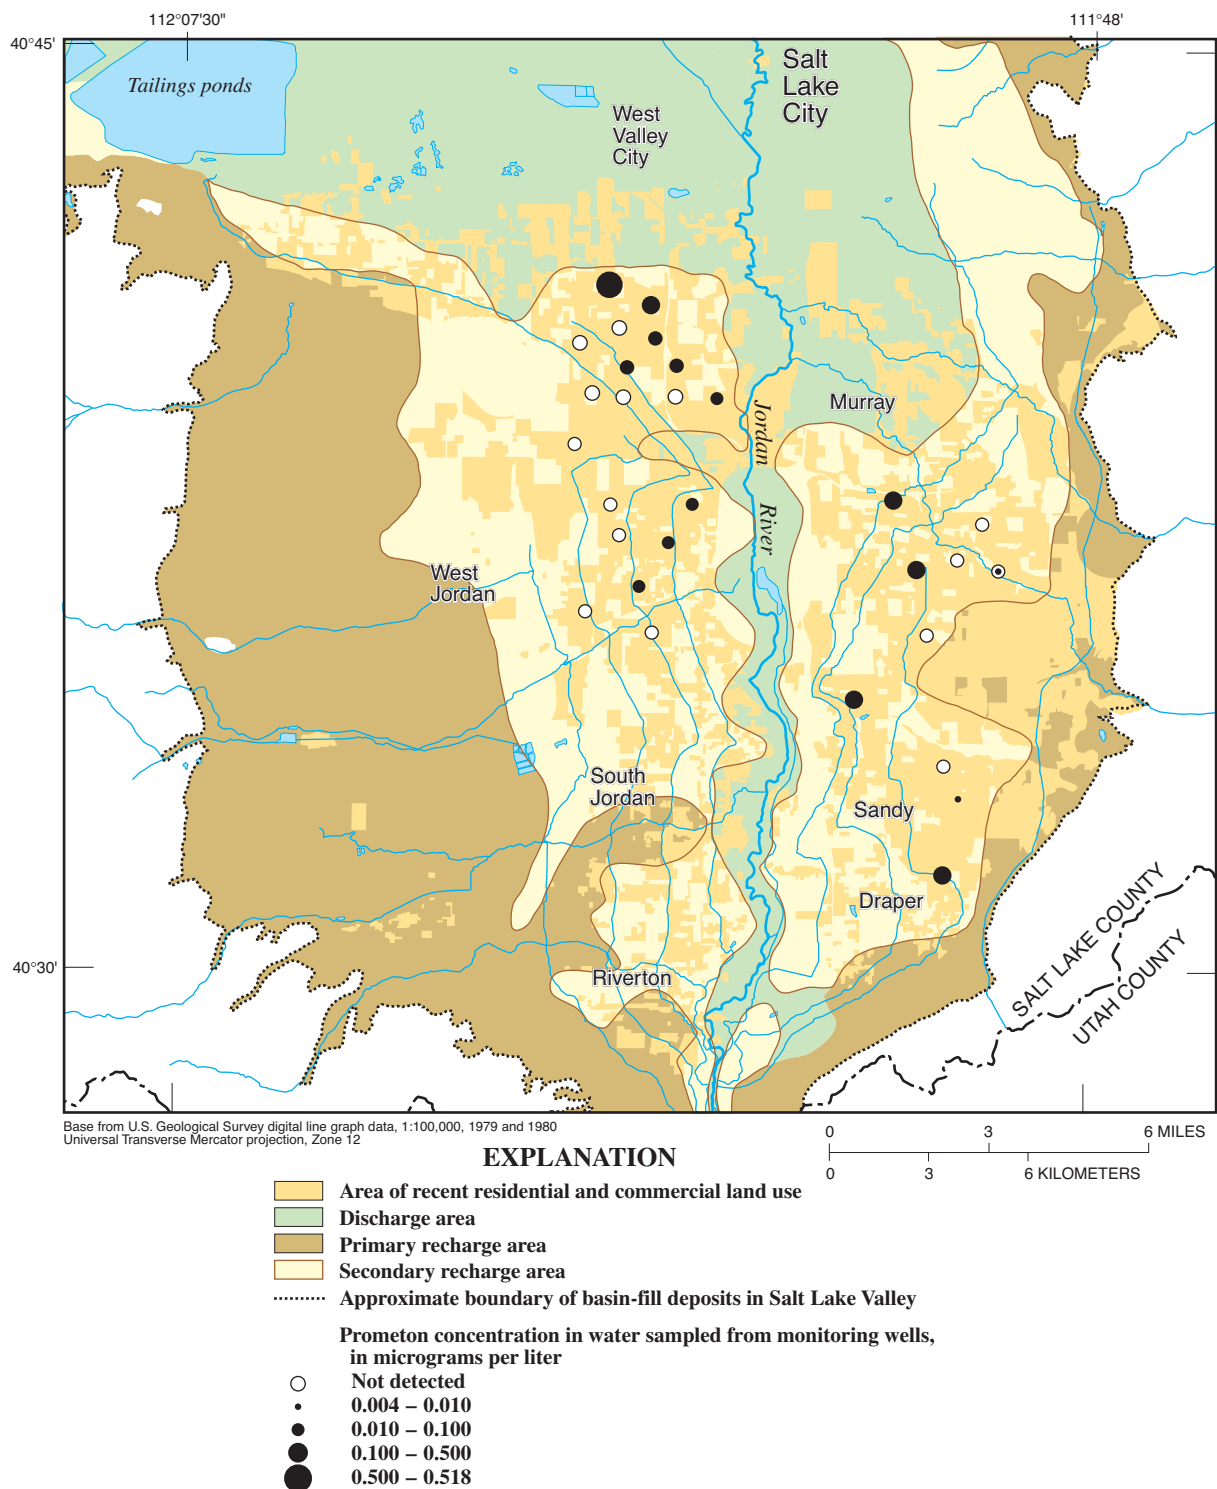 112°07'30"
111°48'
40°45'
Tailings ponds
Salt
Lake
City
West
Valley
City
Murray
Jordan
River
West
Jordan
South
Jordan
Sandy
Draper
Riverton
40°30'
SALT LAKE COUNTY
UTAH COUNTY
Base from U.S. Geological Survey digital line graph data, 1:100,000, 1979 and 1980
Universal Transverse Mercator projection, Zone 12
0 3 6 MILES
0 3 6 KILOMETERS
EXPLANATION
Area of recent residential and commercial land use
Discharge area
Primary recharge area
Secondary recharge area
Approximate boundary of basin-fill deposits in Salt Lake Valley
Prometon concentration in water sampled from monitoring wells,
in micrograms per liter
Not detected
0.004 – 0.010
0.010 – 0.100
0.100 – 0.500
0.500 – 0.518